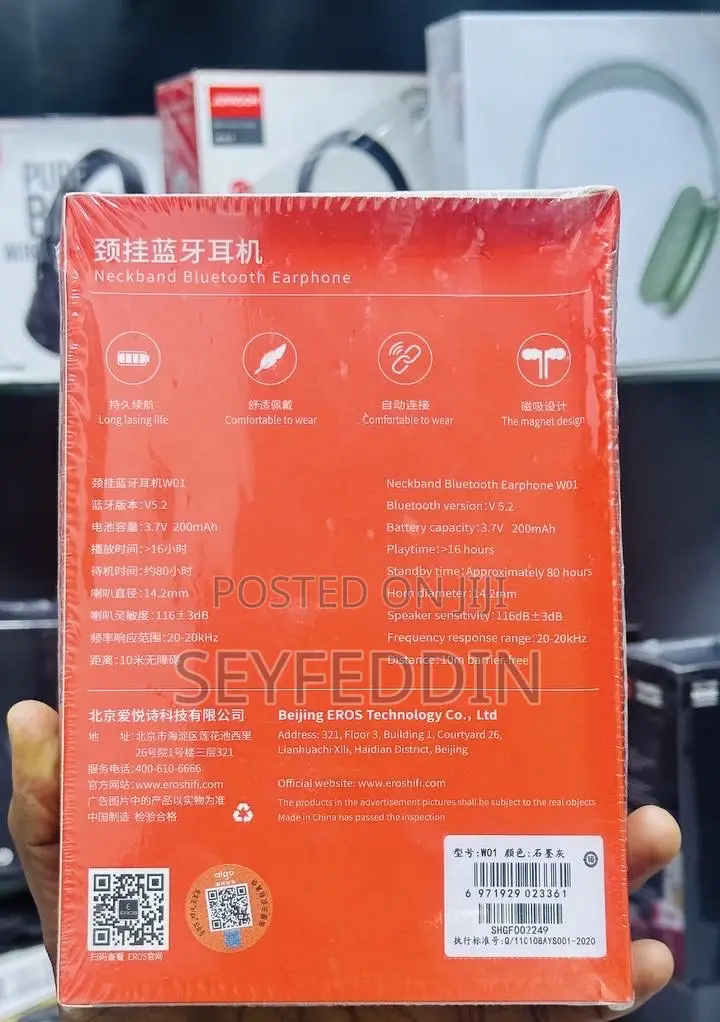 JOYROOM
PURE
BA
WIRE
颈挂蓝牙耳机
Neckband Bluetooth Earphone
持久续航
Long lasing life
舒适佩戴
Comfortable to wear
自动连接
Comfortable to wear
磁吸设计
The magnet design
颈挂蓝牙耳机W01
蓝牙版本:V5.2
电池容量:3.7V 200mAh
播放时间:>16小时
待机时间:约80小时
喇叭直径:14.2mm
喇叭灵敏度:116±3dB
频率响应范围:20-20kHz
距离:10米无障碍
Neckband Bluetooth Earphone W01
Bluetooth version:V 5.2
Battery capacity:3.7V 200mAh
Playtime:>16 hours
Standby time:Approximately 80 hours
Horn diameter:14.2mm
Speaker sensitivity:116dB±3dB
Frequency response range:20-20kHz
Distance:10m barrier-free
POSTED ON JIJI
SEYFEDDIN
北京爱悦诗科技有限公司
地 址:北京市海淀区莲花池西里
26号院1号楼三层321
服务电话:400-610-6666
官方网站:www.eroshifi.com
广告图片中的产品以实物为准
中国制造 检验合格
Beijing EROS Technology Co., Ltd
Address: 321, Floor 3, Building 1, Courtyard 26,
Lianhuachi Xili, Haidian District, Beijing
Official website: www.eroshifi.com
The products in the advertisement pictures shall be subject to the real objects
Made in China has passed the inspection
EROS
扫码查看 EROS官网
aigo
型号:W01 颜色:石墨灰
10
6 971929 023361
SHGF002249
执行标准号:Q/110108AYS001-2020